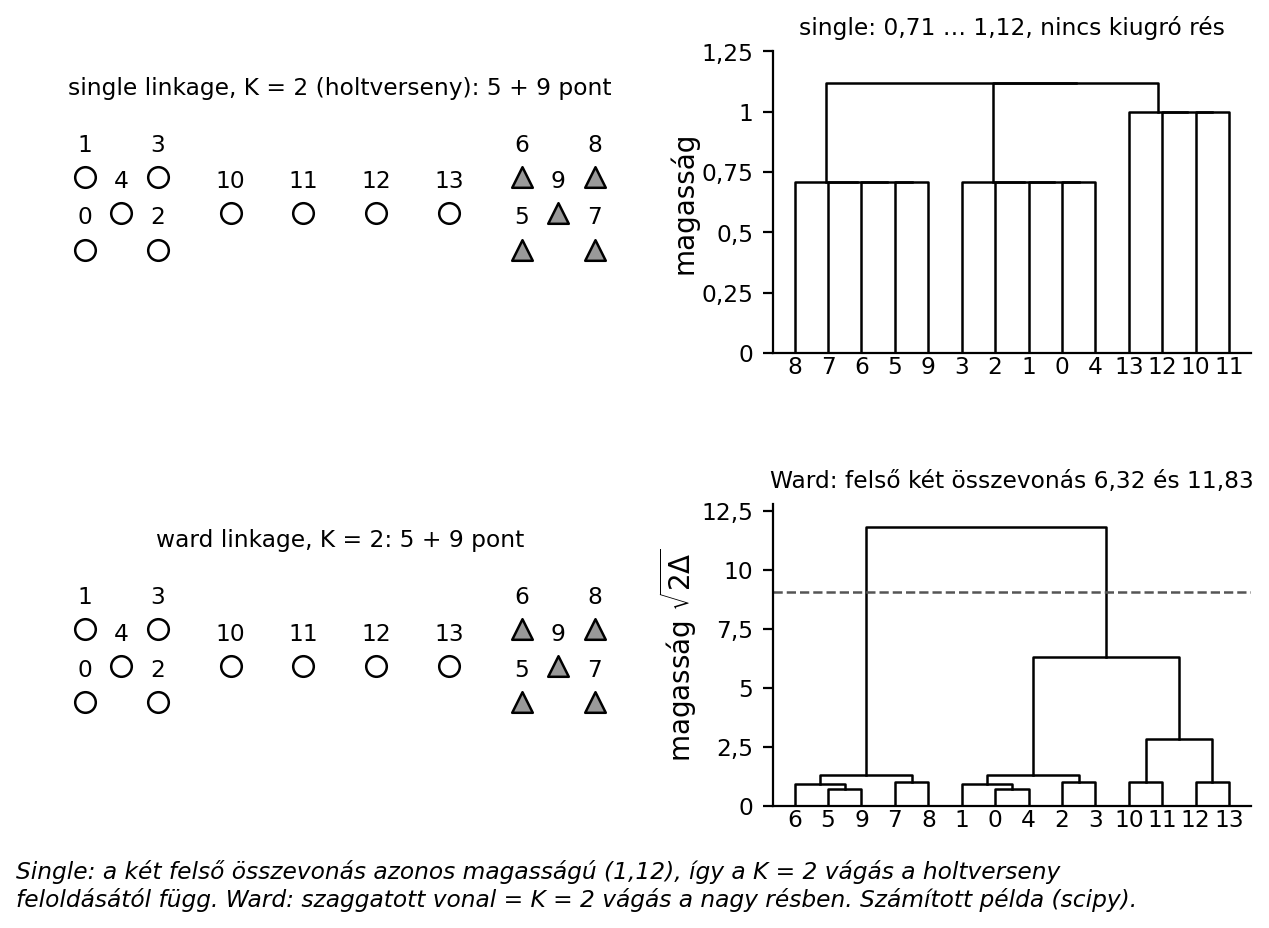 single: 0,71 … 1,12, nincs kiugró rés
single linkage, K = 2 (holtverseny): 5 + 9 pont
1 3 6 8
4 10 11 12 13 9
0 2 5 7
magasság
1,25
1
0,75
0,5
0,25
0
8 7 6 5 9 3 2 1 0 4 13 12 10 11
Ward: felső két összevonás 6,32 és 11,83
ward linkage, K = 2: 5 + 9 pont
1 3 6 8
4 10 11 12 13 9
0 2 5 7
magasság √2Δ
12,5
10
7,5
5
2,5
0
6 5 9 7 8 1 0 4 2 3 10 11 12 13
Single: a két felső összevonás azonos magasságú (1,12), így a K = 2 vágás a holtverseny
feloldásától függ. Ward: szaggatott vonal = K = 2 vágás a nagy résben. Számított példa (scipy).